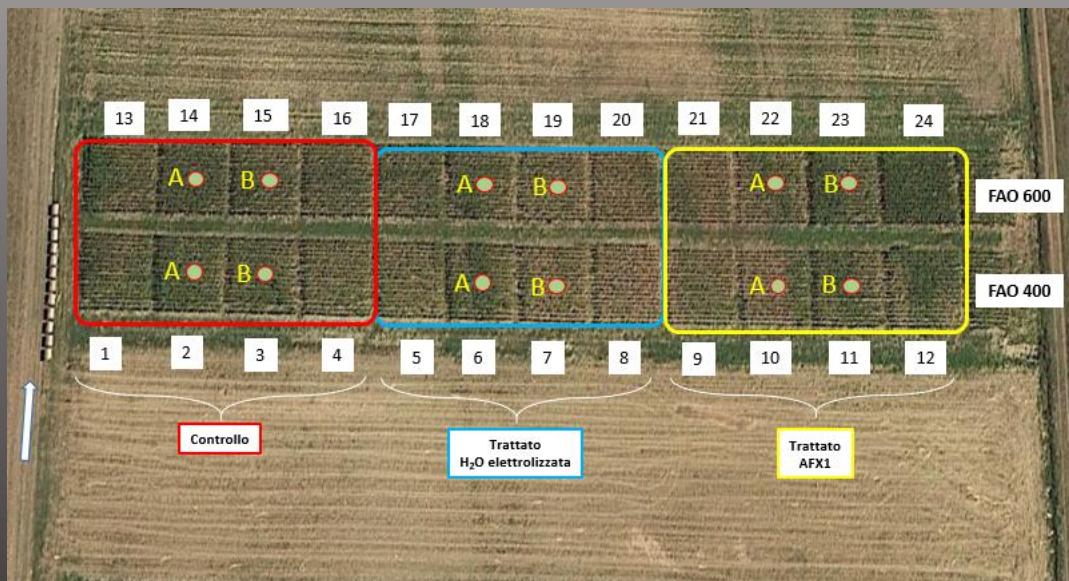 13 14 15 16 17 18 19 20 21 22 23 24
A B A B A B
FAO 600
A B A B A B
FAO 400
1 2 3 4 5 6 7 8 9 10 11 12
Controllo
Trattato
H₂O elettrolizzata
Trattato
AFX1